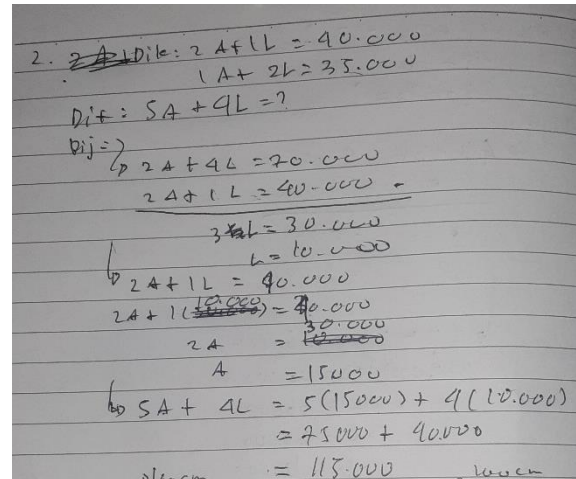 2. Dik: 2A+1L = 40.000
1A+ 2L = 35.000
Dit: 5A + 4L = ?
Dij =>
↳ 2A + 4L = 70.000
2A + 1L = 40.000 -
3L = 30.000
L = 10.000
↳ 2A + 1L = 40.000
2A + 1(10.000) = 40.000
2A = 30.000
A = 15000
↳ 5A + 4L = 5(15000) + 4(10.000)
= 75000 + 40.000
= 115.000